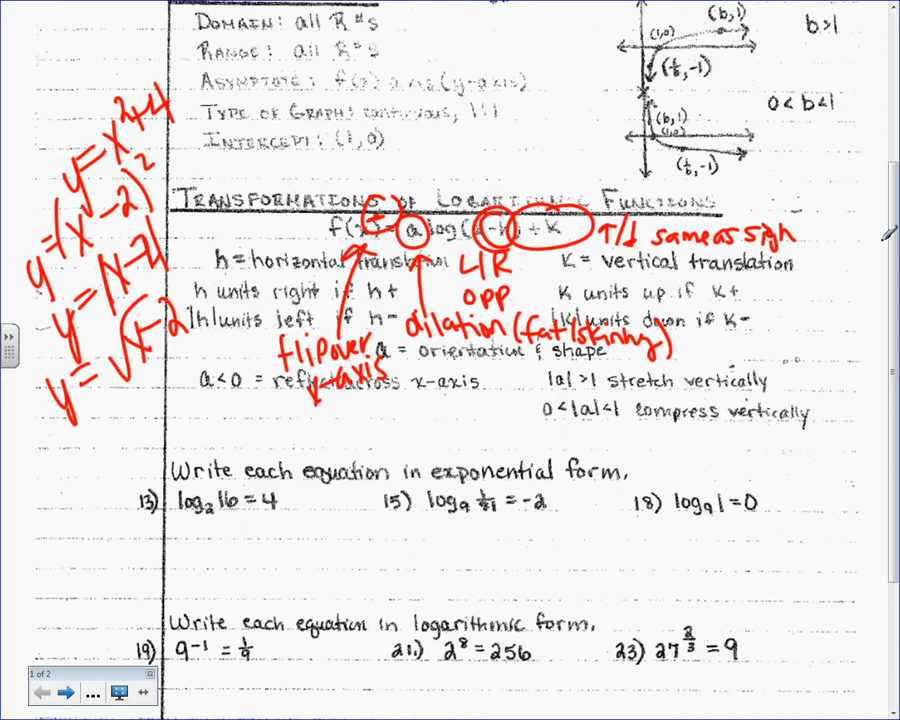 DOMAIN: all R #'s
RANGE: all R #'s
ASYMPTOTE: f(x) axis (y-axis)
TYPE OF GRAPH: continuous, 1:1
INTERCEPT: (1,0)
(b,1)
(1,0)
(1/b,-1)
b>1
0<b<1
(b,1)
(1,0)
(1/b,-1)
y=x^2+4
y=(x-2)^2
y=|x-2|
y=√x-2
TRANSFORMATIONS OF LOGARITHMIC FUNCTIONS
f(x)= ± a log(x-h) + k
↑/↓ same as sign
h = horizontal translation
L/R
opp
k = vertical translation
h units right if h+
k units up if k+
|h| units left if h-
|k| units down if k-
dilation (fat/skinny)
flip over
x-axis
a = orientation & shape
a<0 = reflect across x-axis
|a|>1 stretch vertically
0<|a|<1 compress vertically
Write each equation in exponential form.
13) log₂16=4
15) log₉ 1/81 = -2
18) log₉1=0
Write each equation in logarithmic form.
19) 9^-1 = 1/9
21.) 2^8 = 256
23) 27^2/3 = 9
1 of 2